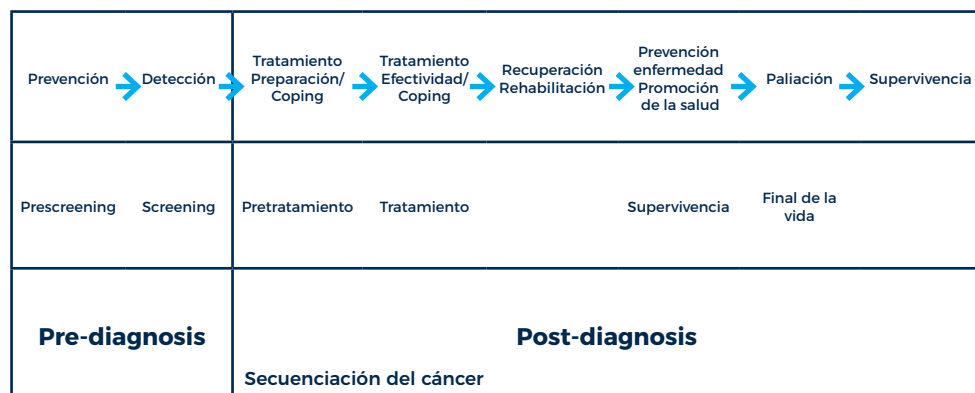 Prevención
Detección
Tratamiento
Preparación/
Coping
Tratamiento
Efectividad/
Coping
Recuperación
Rehabilitación
Prevención
enfermedad
Promoción
de la salud
Paliación
Supervivencia
Prescreening
Screening
Pretratamiento
Tratamiento
Supervivencia
Final de la
vida
Pre-diagnosis
Post-diagnosis
Secuenciación del cáncer